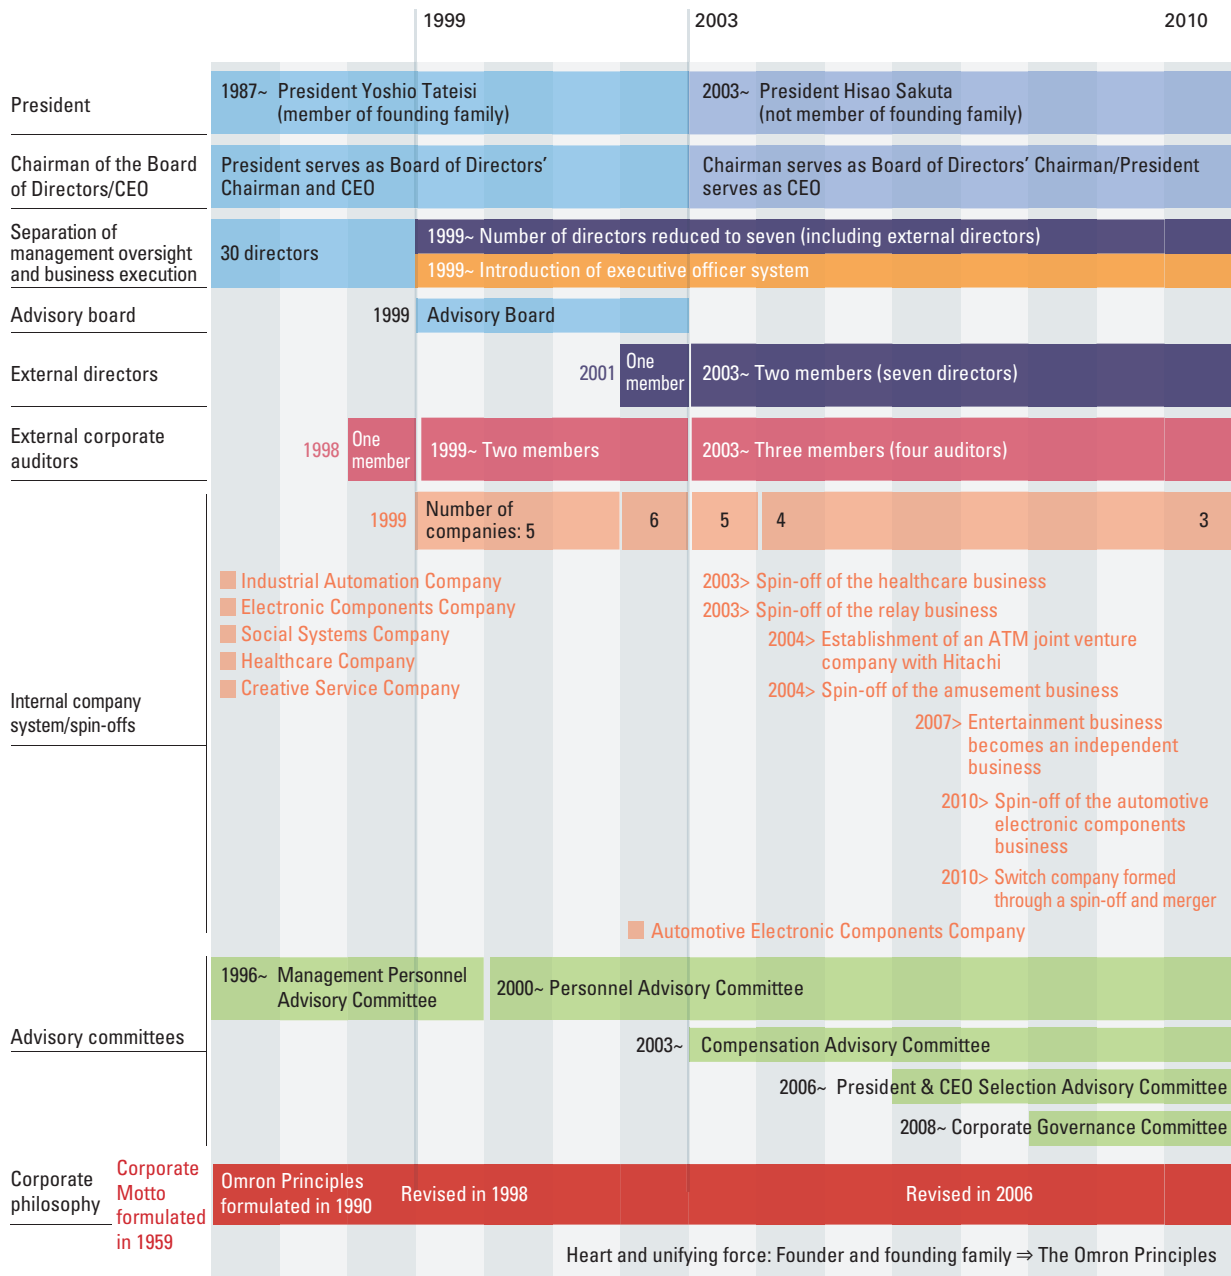 1999
2003
2010
President
1987~ President Yoshio Tateisi
(member of founding family)
2003~ President Hisao Sakuta
(not member of founding family)
Chairman of the Board
of Directors/CEO
President serves as Board of Directors’
Chairman and CEO
Chairman serves as Board of Directors’ Chairman/President
serves as CEO
Separation of
management oversight
and business execution
30 directors
1999~ Number of directors reduced to seven (including external directors)
1999~ Introduction of executive officer system
Advisory board
1999
Advisory Board
External directors
2001
One
member
2003~ Two members (seven directors)
External corporate
auditors
1998
One
member
1999~ Two members
2003~ Three members (four auditors)
Internal company
system/spin-offs
1999
Number of
companies: 5
6
5
4
3
Industrial Automation Company
Electronic Components Company
Social Systems Company
Healthcare Company
Creative Service Company
2003> Spin-off of the healthcare business
2003> Spin-off of the relay business
2004> Establishment of an ATM joint venture
company with Hitachi
2004> Spin-off of the amusement business
2007> Entertainment business
becomes an independent
business
2010> Spin-off of the automotive
electronic components
business
2010> Switch company formed
through a spin-off and merger
Automotive Electronic Components Company
Advisory committees
1996~ Management Personnel
Advisory Committee
2000~ Personnel Advisory Committee
2003~ Compensation Advisory Committee
2006~ President & CEO Selection Advisory Committee
2008~ Corporate Governance Committee
Corporate
philosophy
Corporate
Motto
formulated
in 1959
Omron Principles
formulated in 1990
Revised in 1998
Revised in 2006
Heart and unifying force: Founder and founding family ⇒ The Omron Principles